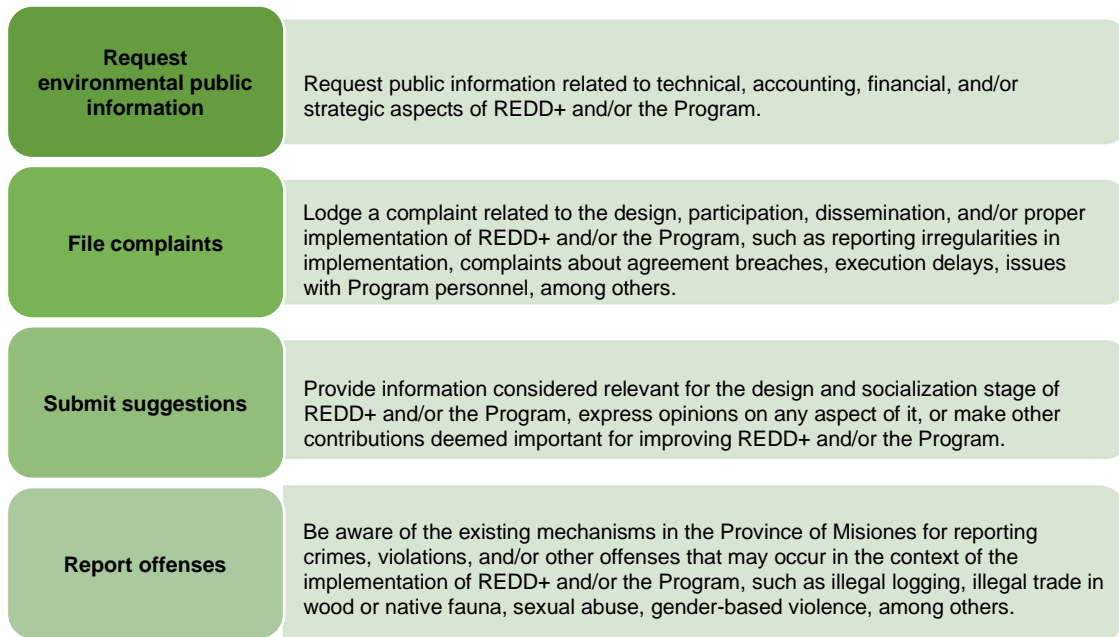 Request
environmental public
information
Request public information related to technical, accounting, financial, and/or
strategic aspects of REDD+ and/or the Program.
File complaints
Lodge a complaint related to the design, participation, dissemination, and/or proper
implementation of REDD+ and/or the Program, such as reporting irregularities in
implementation, complaints about agreement breaches, execution delays, issues
with Program personnel, among others.
Submit suggestions
Provide information considered relevant for the design and socialization stage of
REDD+ and/or the Program, express opinions on any aspect of it, or make other
contributions deemed important for improving REDD+ and/or the Program.
Report offenses
Be aware of the existing mechanisms in the Province of Misiones for reporting
crimes, violations, and/or other offenses that may occur in the context of the
implementation of REDD+ and/or the Program, such as illegal logging, illegal trade in
wood or native fauna, sexual abuse, gender-based violence, among others.